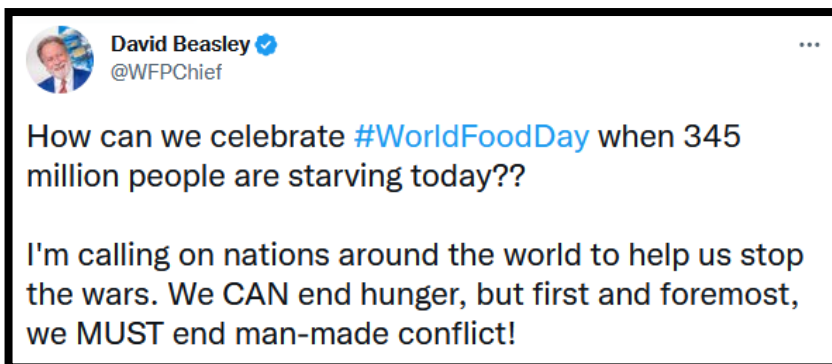 David Beasley
@WFPChief
How can we celebrate #WorldFoodDay when 345
million people are starving today??
I'm calling on nations around the world to help us stop
the wars. We CAN end hunger, but first and foremost,
we MUST end man-made conflict!